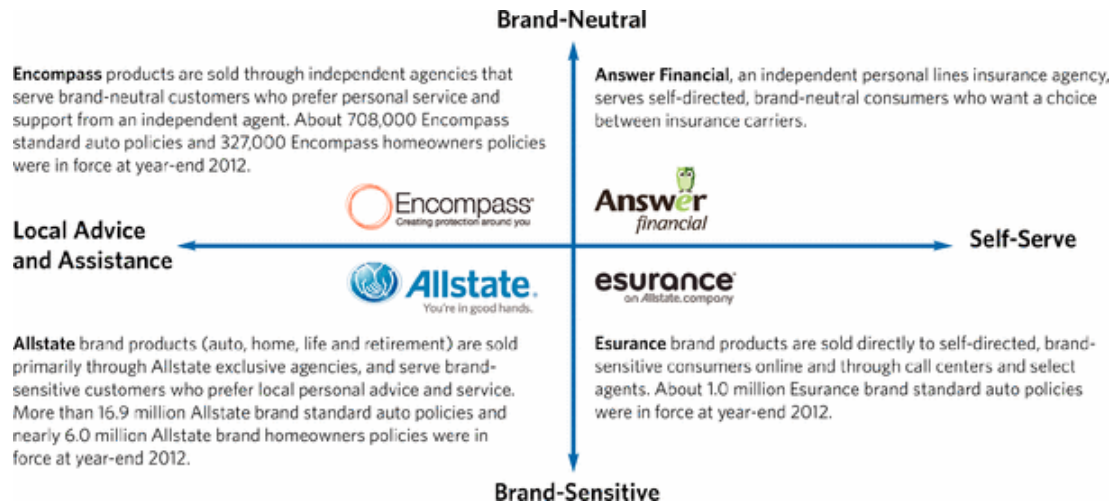 Brand-Neutral
Encompass products are sold through independent agencies that
serve brand-neutral customers who prefer personal service and
support from an independent agent. About 708,000 Encompass
standard auto policies and 327,000 Encompass homeowners policies
were in force at year-end 2012.
Answer Financial, an independent personal lines insurance agency,
serves self-directed, brand-neutral consumers who want a choice
between insurance carriers.
Encompass®
Creating protection around you
Answer
financial
Local Advice
and Assistance
Self-Serve
Allstate®
You're in good hands.
esurance®
an Allstate company
Allstate brand products (auto, home, life and retirement) are sold
primarily through Allstate exclusive agencies, and serve brand-
sensitive customers who prefer local personal advice and service.
More than 16.9 million Allstate brand standard auto policies and
nearly 6.0 million Allstate brand homeowners policies were in
force at year-end 2012.
Esurance brand products are sold directly to self-directed, brand-
sensitive consumers online and through call centers and select
agents. About 1.0 million Esurance brand standard auto policies
were in force at year-end 2012.
Brand-Sensitive